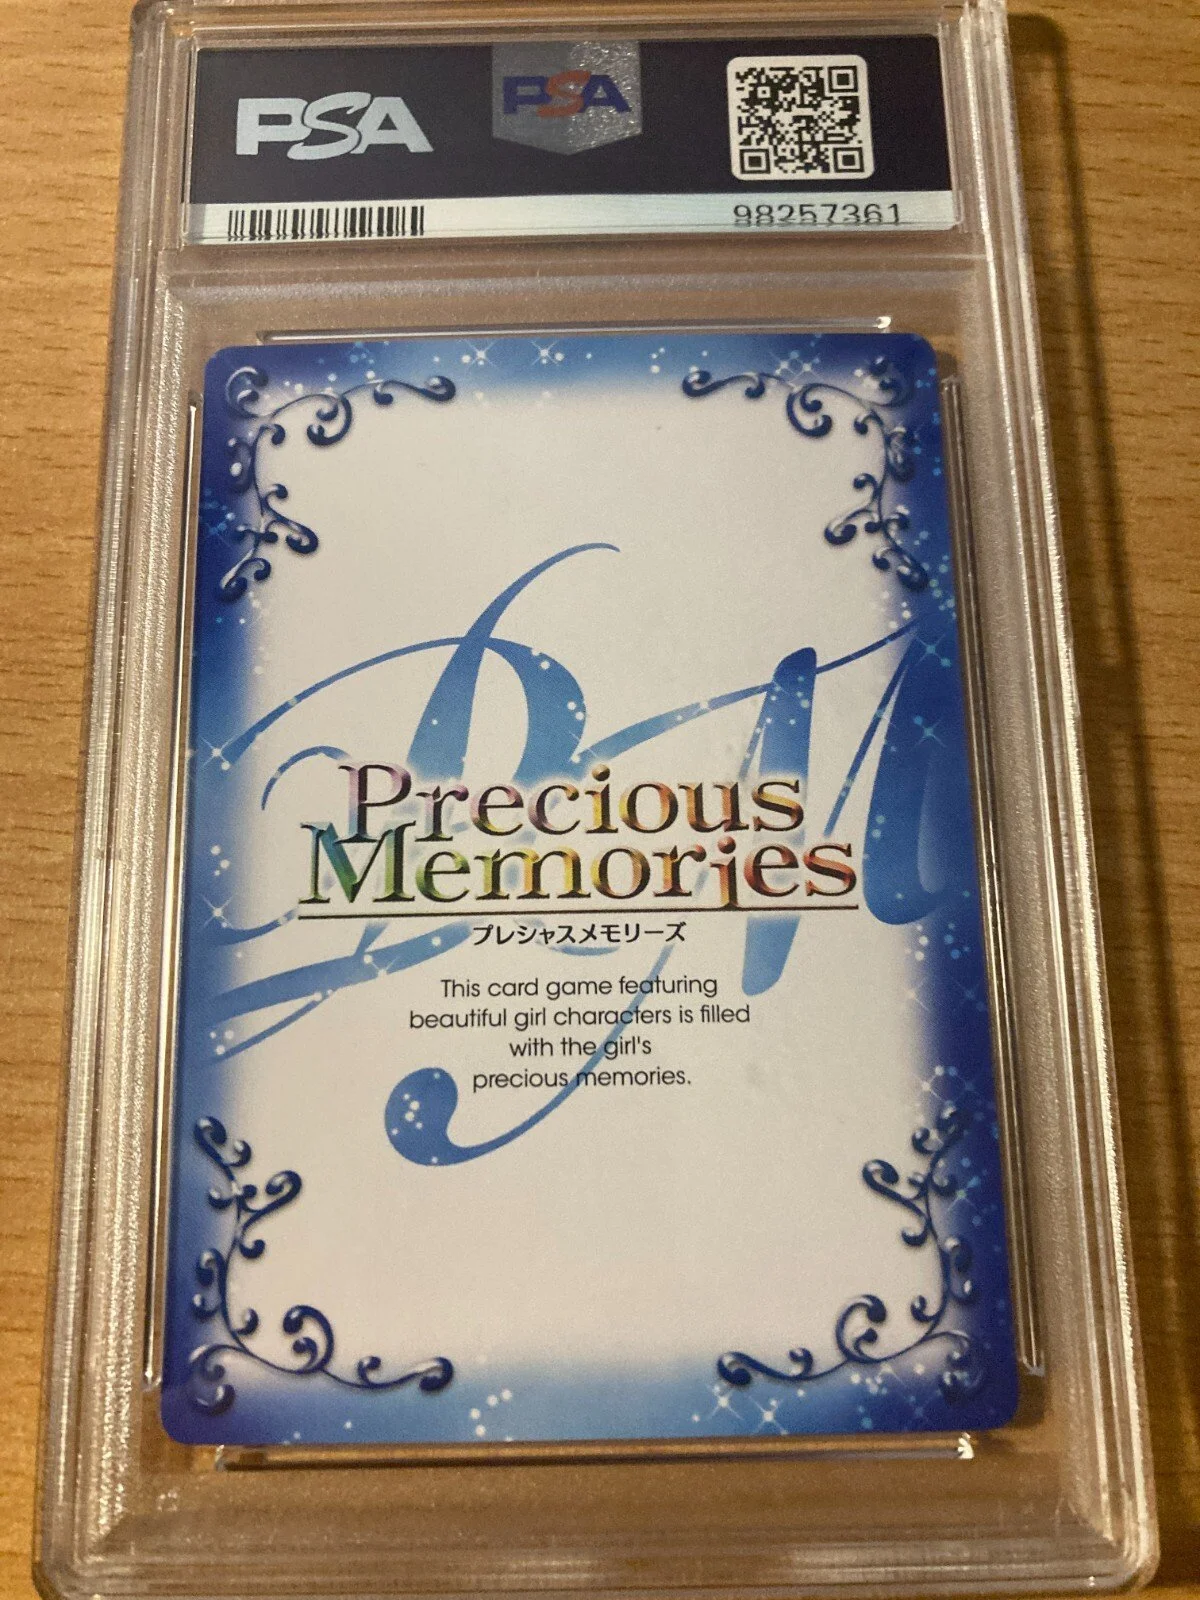 PSA
PSA
98257361
Precious
Memories
プレシャスメモリーズ
This card game featuring
beautiful girl characters is filled
with the girl's
precious memories.